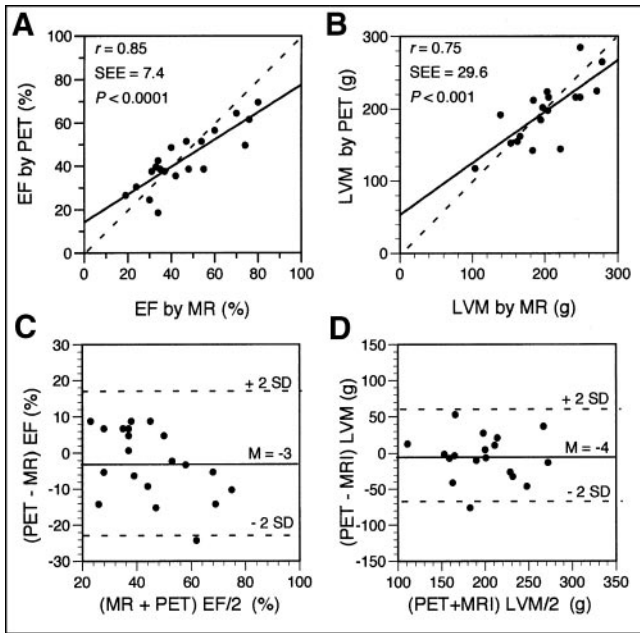 A
r = 0.85
SEE = 7.4
P < 0.0001
EF by PET (%)
100
80
60
40
20
0
0 20 40 60 80 100
EF by MR (%)
B
r = 0.75
SEE = 29.6
P < 0.001
LVM by PET (g)
300
200
100
0
0 100 200 300
LVM by MR (g)
C
(PET - MR) EF (%)
30
20
10
0
-10
-20
-30
+ 2 SD
M = -3
- 2 SD
20 40 60 80 100
(MR + PET) EF/2 (%)
D
(PET - MRI) LVM (g)
150
100
50
0
-50
-100
-150
+ 2 SD
M = -4
- 2 SD
100 150 200 250 300 350
(PET+MRI) LVM/2 (g)